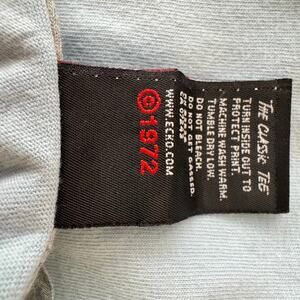 THE CLASIC TEE
TURN INSIDE OUT TO
PROTECT PRINT.
MACHINE WASH WARM.
TUMBLE DRY LOW.
DO NOT BLEACH.
DO NOT GET GASSED.
WWW.ECKO.COM
©1972